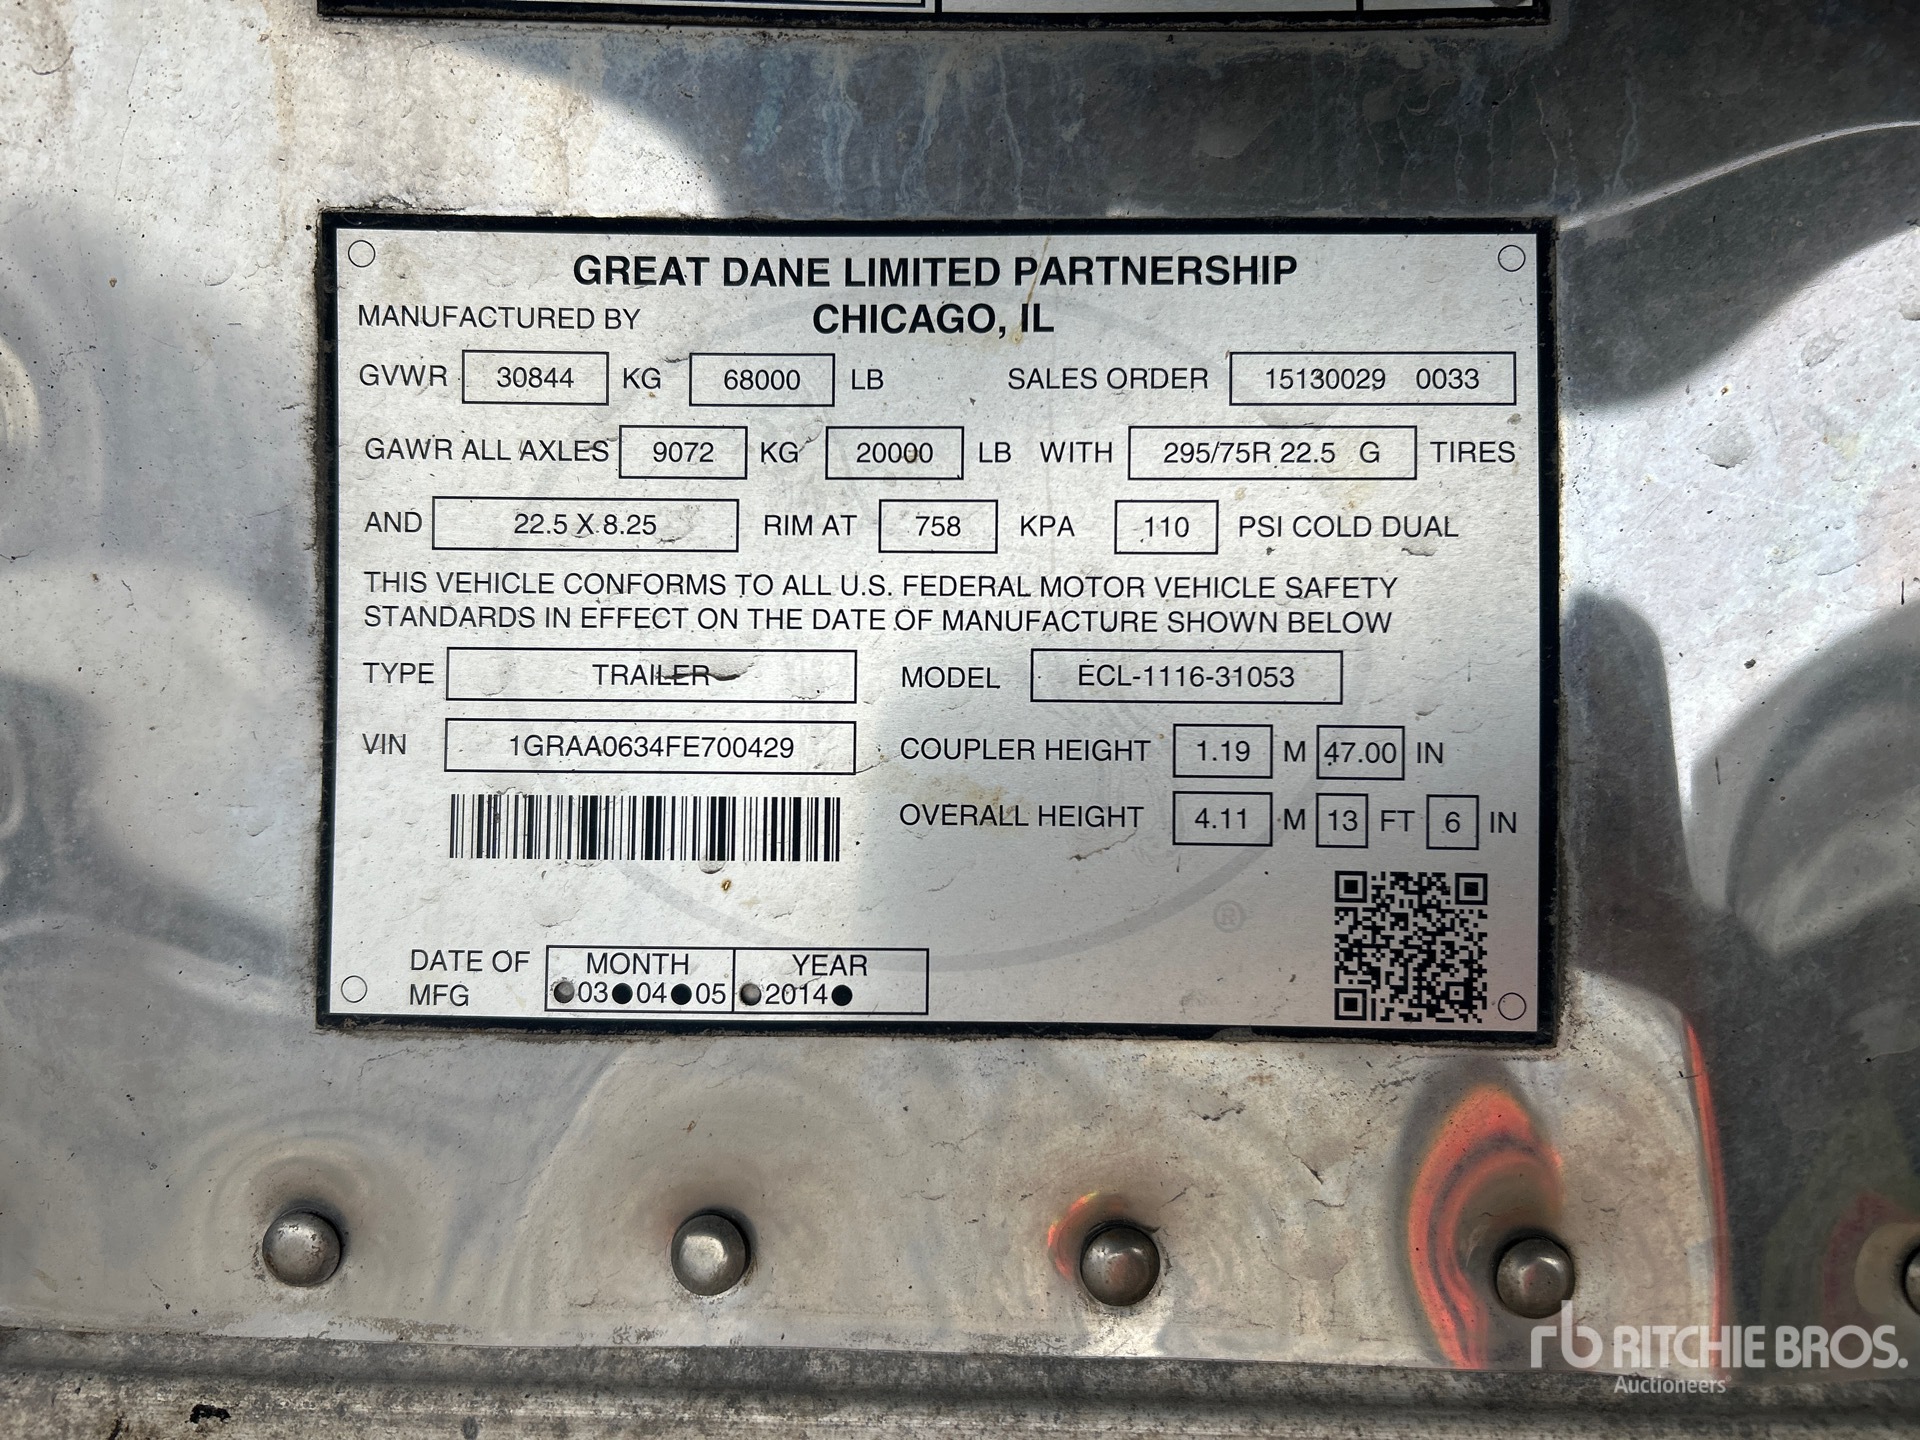 GREAT DANE LIMITED PARTNERSHIP
MANUFACTURED BY CHICAGO, IL
GVWR 30844 KG 68000 LB SALES ORDER 15130029 0033
GAWR ALL AXLES 9072 KG 20000 LB WITH 295/75R 22.5 G TIRES
AND 22.5 X 8.25 RIM AT 758 KPA 110 PSI COLD DUAL
THIS VEHICLE CONFORMS TO ALL U.S. FEDERAL MOTOR VEHICLE SAFETY
STANDARDS IN EFFECT ON THE DATE OF MANUFACTURE SHOWN BELOW
TYPE TRAILER MODEL ECL-1116-31053
VIN 1GRAA0634FE700429 COUPLER HEIGHT 1.19 M 47.00 IN
OVERALL HEIGHT 4.11 M 13 FT 6 IN
®
DATE OF MONTH YEAR
MFG 03 04 05 2014
rb RITCHIE BROS.
Auctioneers